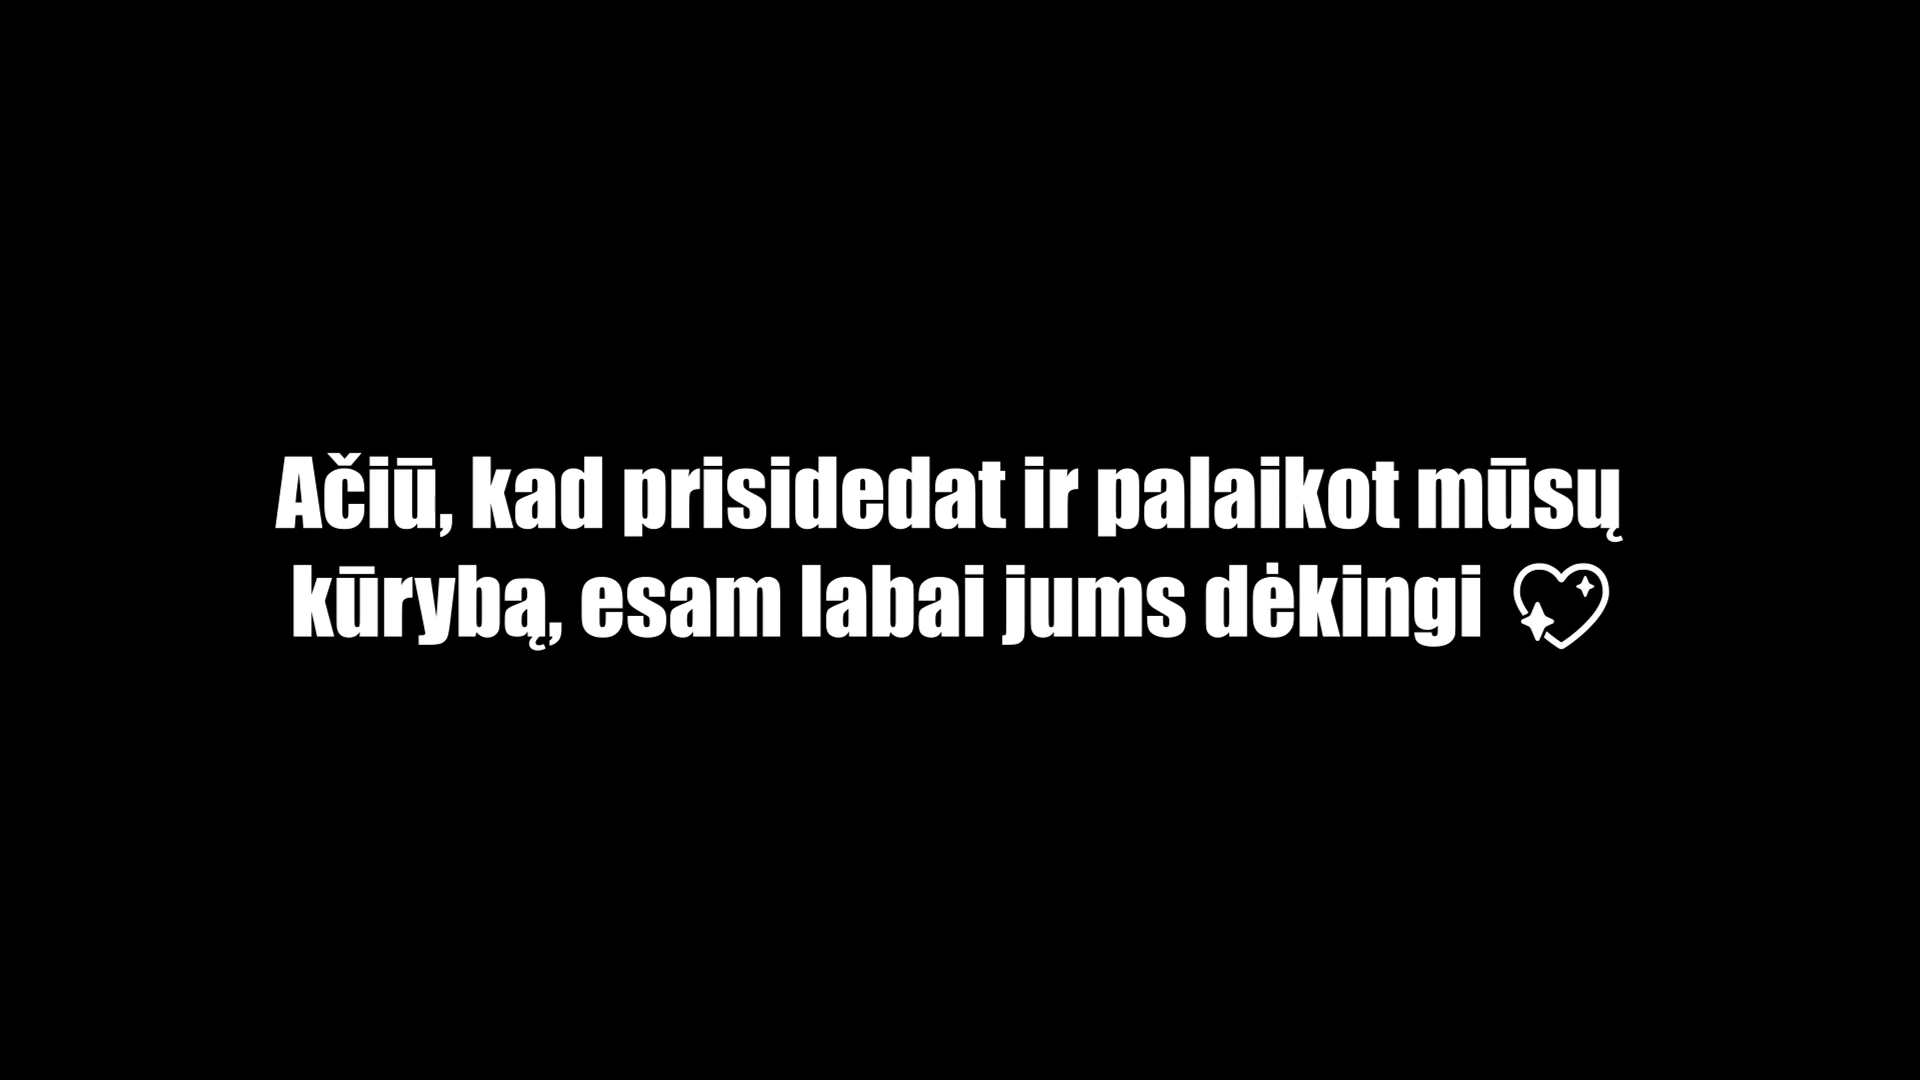 Ačiū, kad prisidedat ir palaikot mūsų
kūrybą, esam labai jums dėkingi 💖